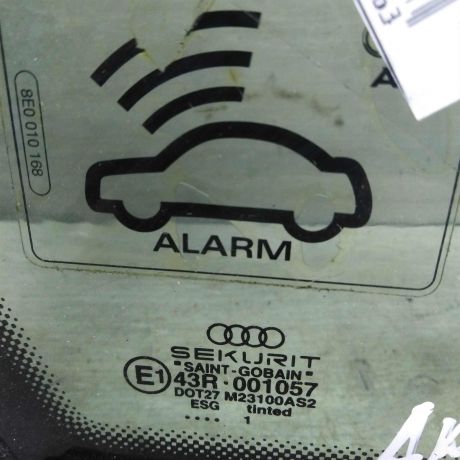 8E0 010 168
ALARM
SEKURIT
"SAINT-GOBAIN"
E1 43R-001057
DOT27 M23100AS2
ESG tinted
.... 1